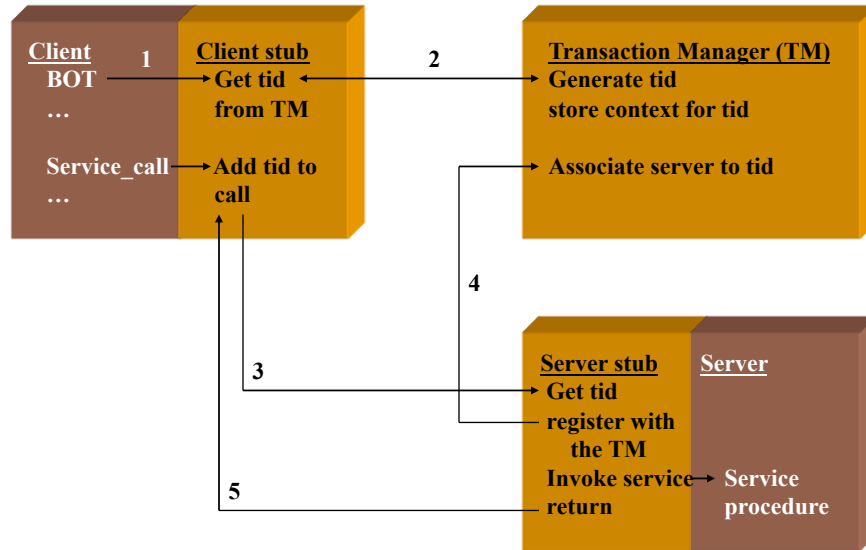 Client
BOT
…
Service_call
…
1
Client stub
Get tid
from TM
Add tid to
call
2
Transaction Manager (TM)
Generate tid
store context for tid
Associate server to tid
4
3
5
Server stub
Get tid
register with
the TM
Invoke service
return
Server
Service
procedure